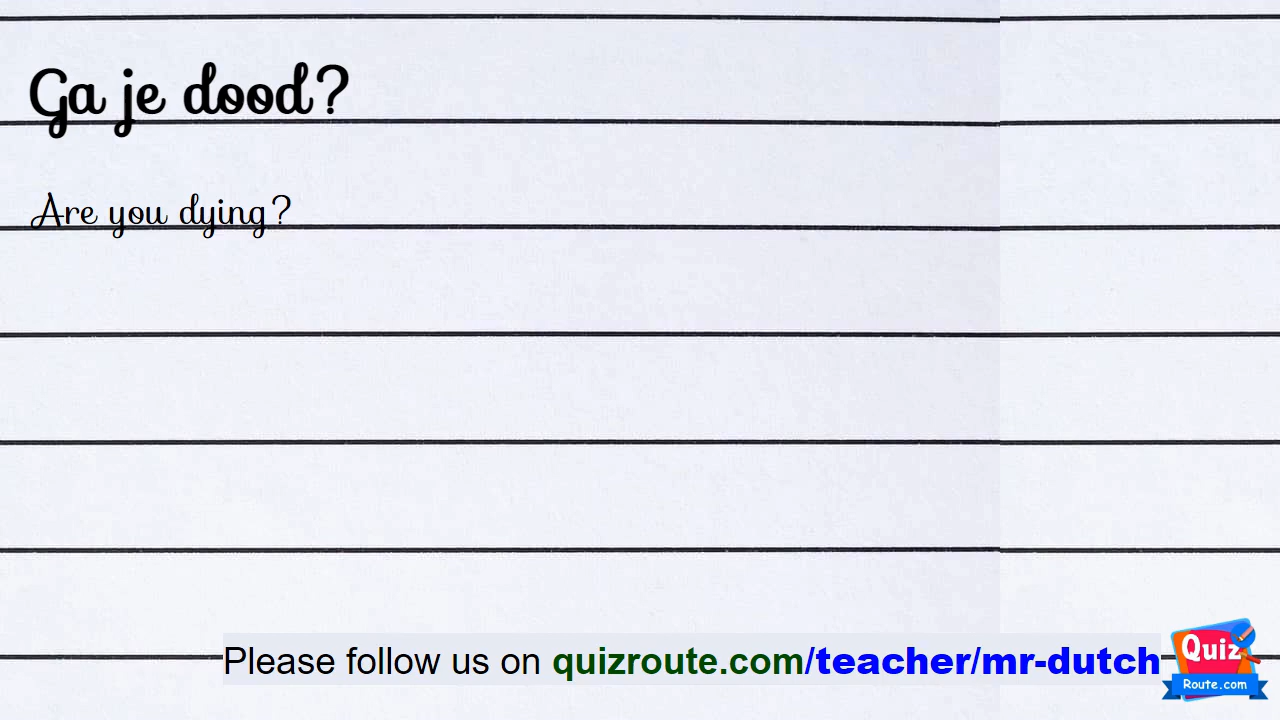 Ga je dood?
Are you dying?
Please follow us on quizroute.com/teacher/mr-dutch
Quiz
Route.com